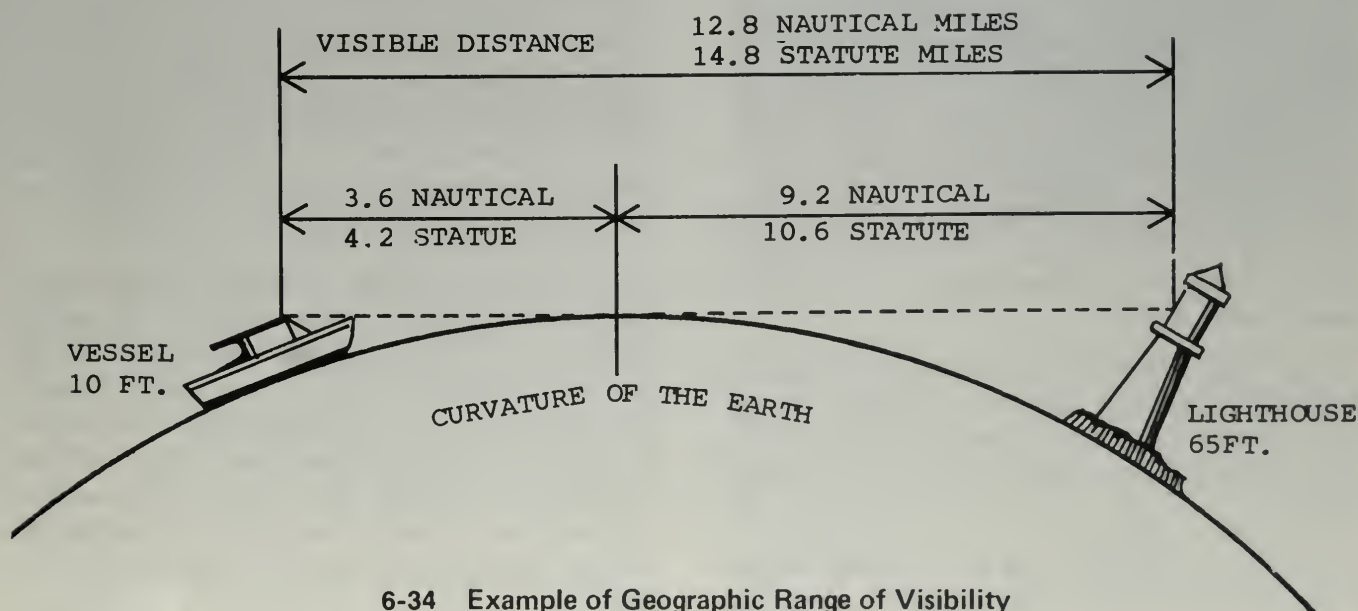 12.8 NAUTICAL MILES
VISIBLE DISTANCE
14.8 STATUTE MILES
3.6 NAUTICAL
4.2 STATUE
9.2 NAUTICAL
10.6 STATUTE
VESSEL
10 FT.
CURVATURE OF THE EARTH
LIGHTHOUSE
65FT.
6-34 Example of Geographic Range of Visibility